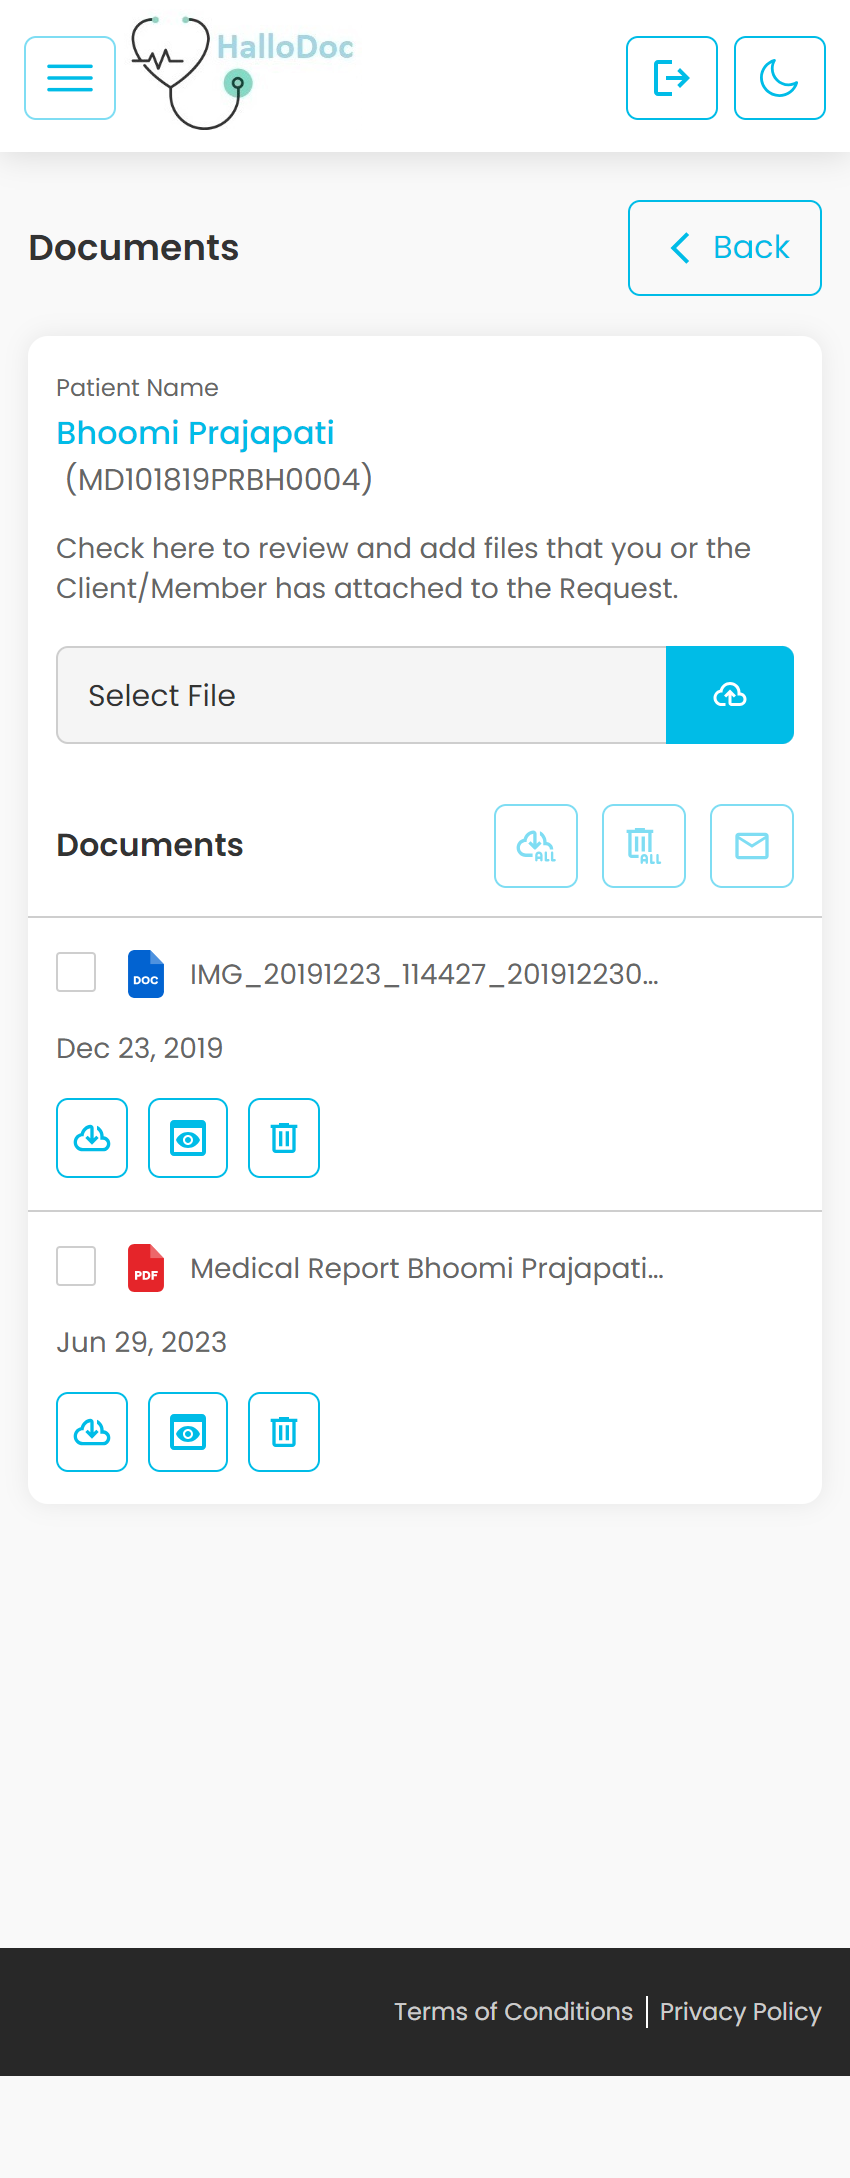 HalloDoc
Documents
Back
Patient Name
Bhoomi Prajapati
(MD101819PRBH0004)
Check here to review and add files that you or the
Client/Member has attached to the Request.
Select File
Documents
ALL
ALL
DOC
IMG_20191223_114427_201912230...
Dec 23, 2019
PDF
Medical Report Bhoomi Prajapati...
Jun 29, 2023
Terms of Conditions | Privacy Policy